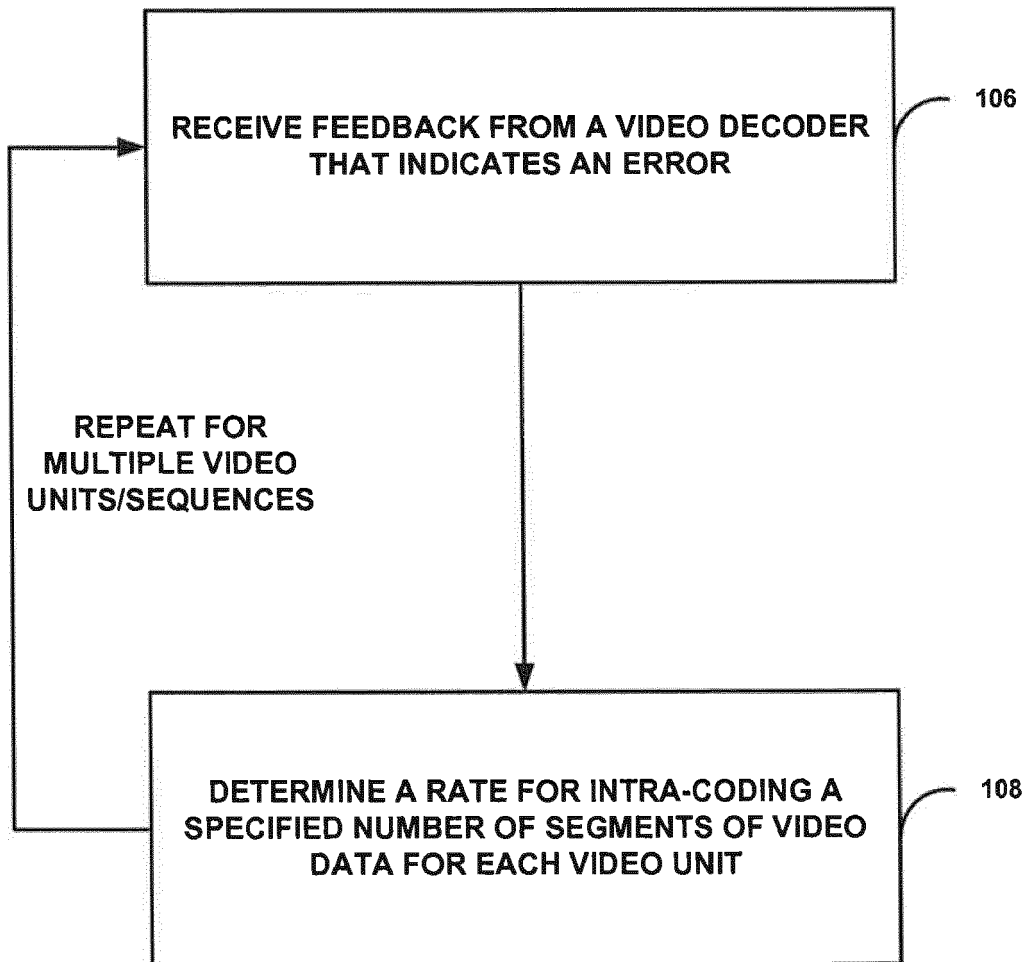 RECEIVE FEEDBACK FROM A VIDEO DECODER
THAT INDICATES AN ERROR
106
REPEAT FOR
MULTIPLE VIDEO
UNITS/SEQUENCES
DETERMINE A RATE FOR INTRA-CODING A
SPECIFIED NUMBER OF SEGMENTS OF VIDEO
DATA FOR EACH VIDEO UNIT
108